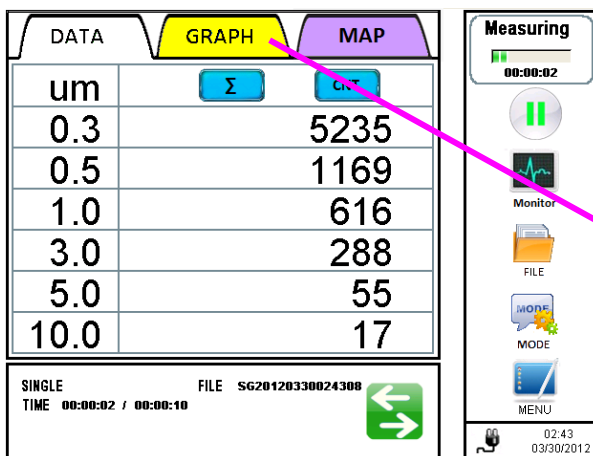 DATA GRAPH MAP
um Σ CNT
0.3 5235
0.5 1169
1.0 616
3.0 288
5.0 55
10.0 17
SINGLE FILE SG20120330024308
TIME 00:00:02 / 00:00:10
Measuring
00:00:02
Monitor
FILE
MODE
MODE
MENU
02:43
03/30/2012